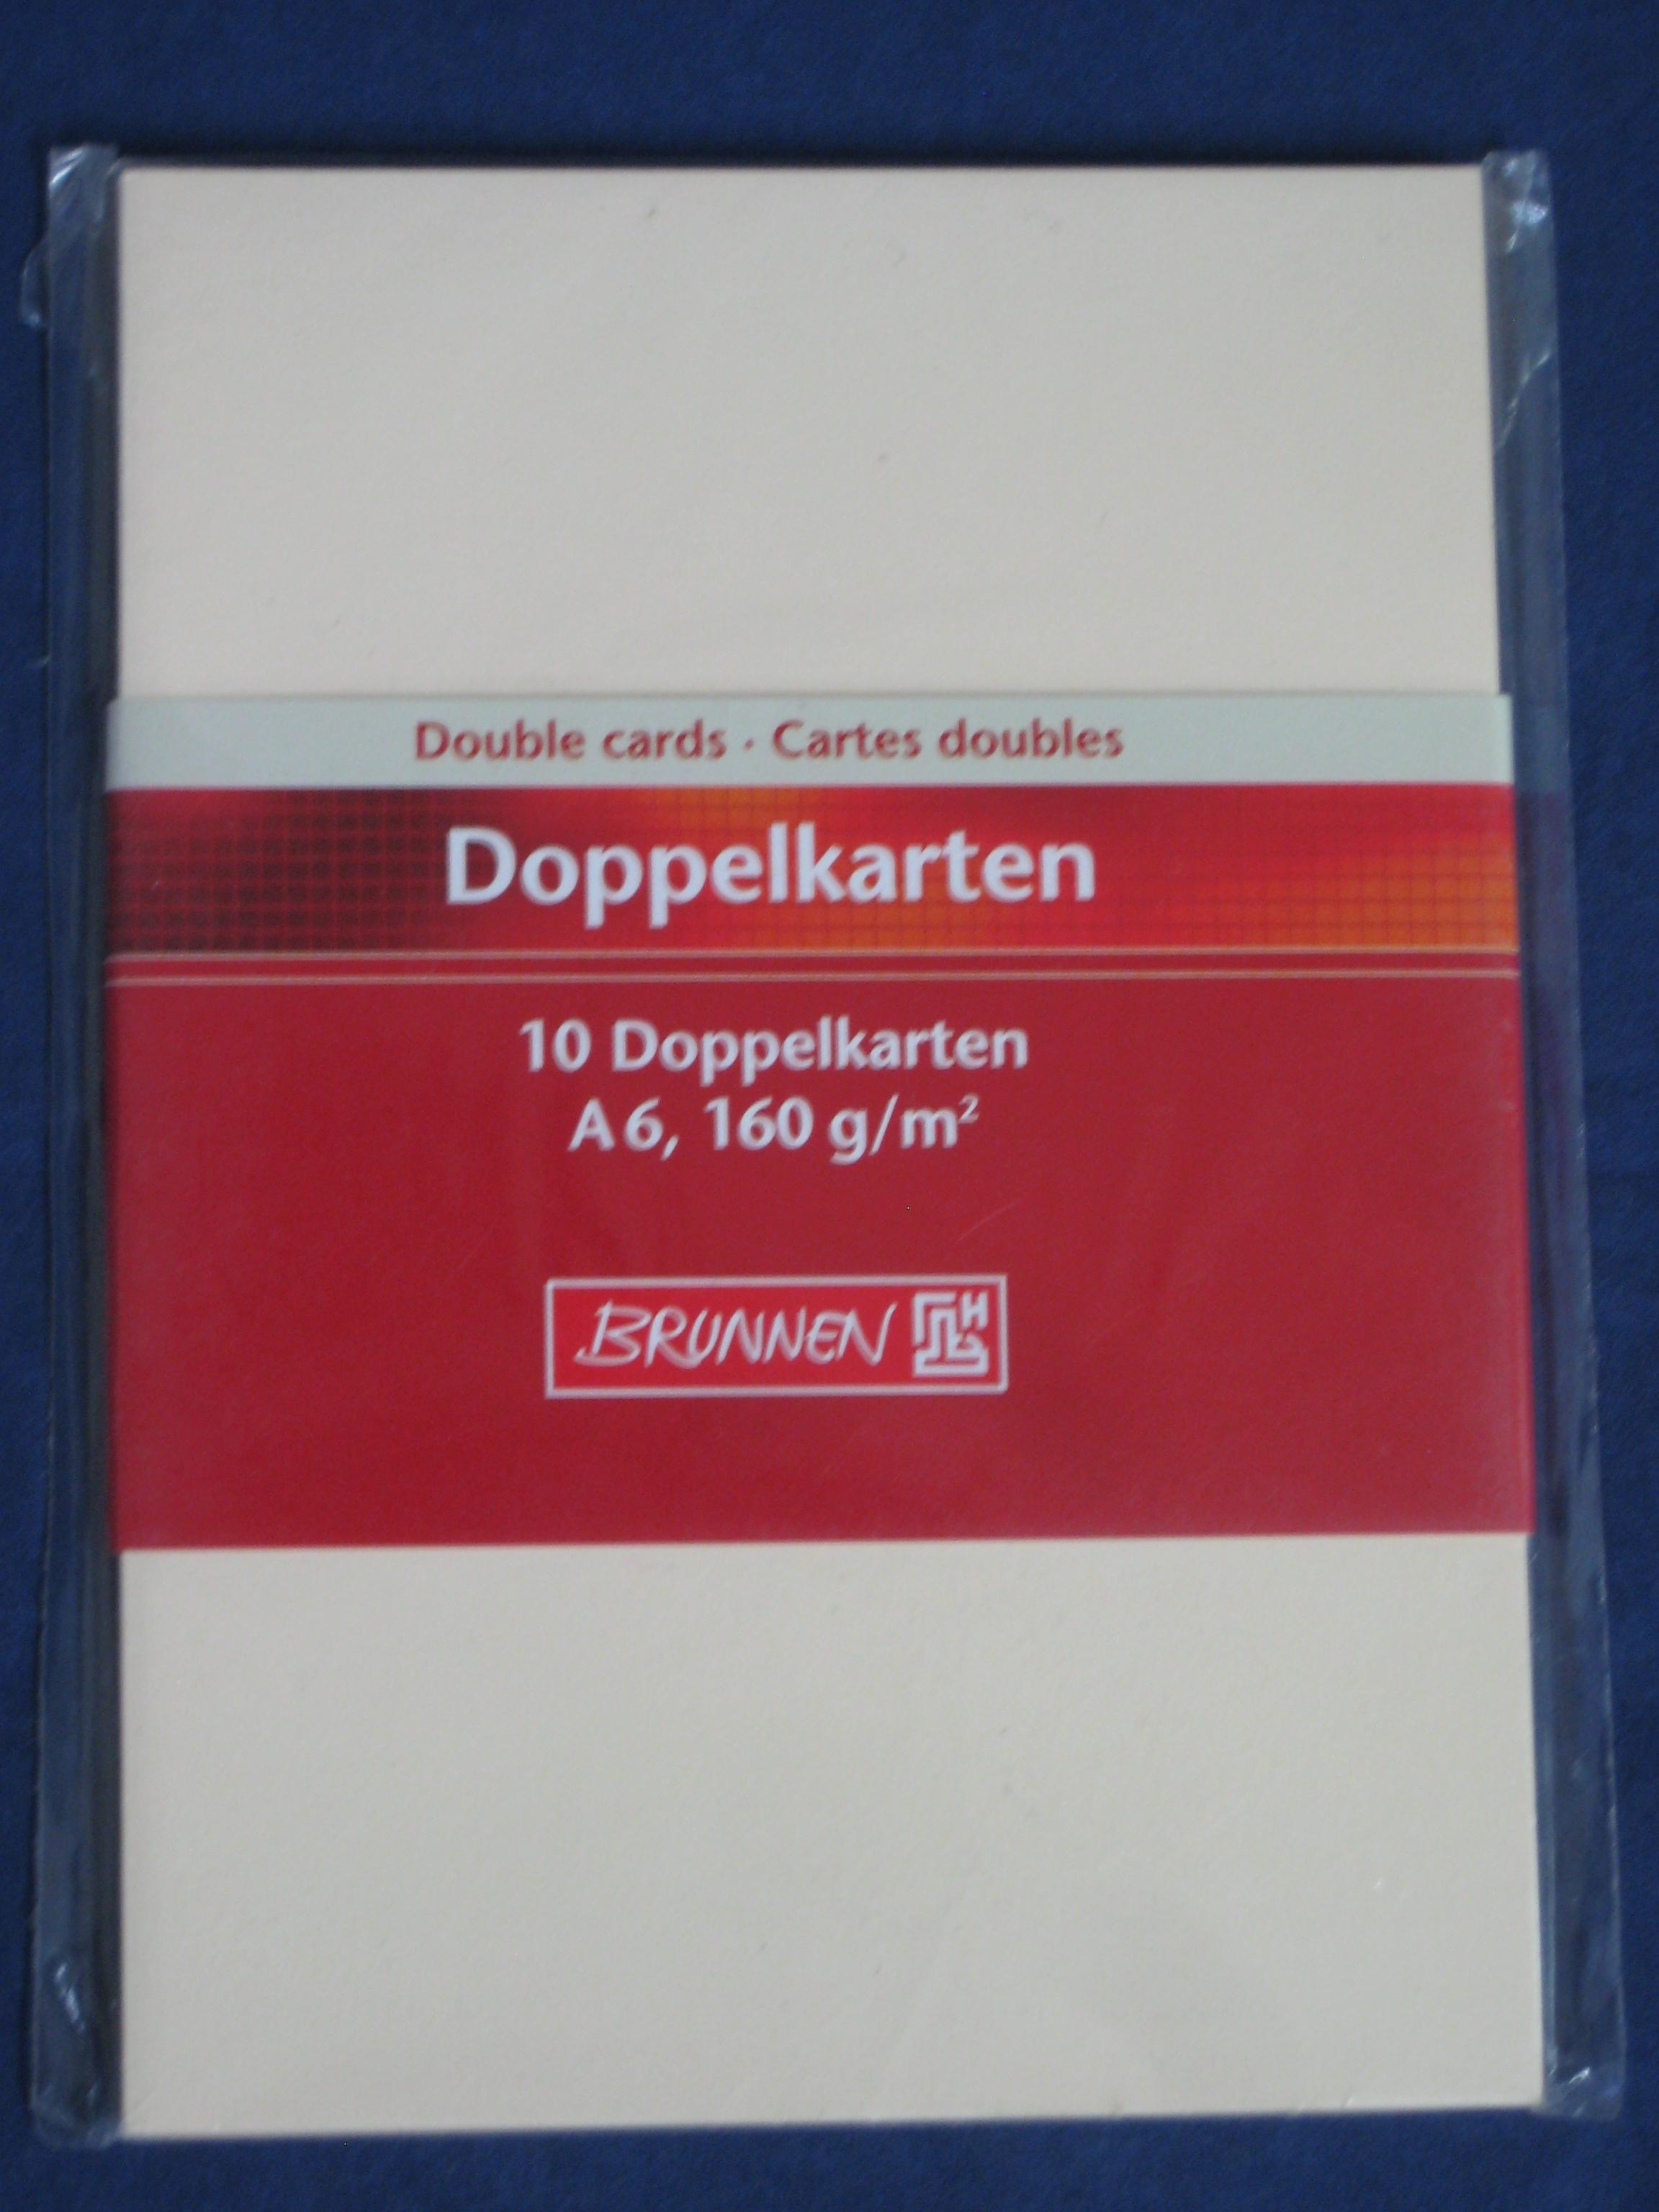 Double cards · Cartes doubles
Doppelkarten
10 Doppelkarten
A6, 160 g/m²
BRUNNEN